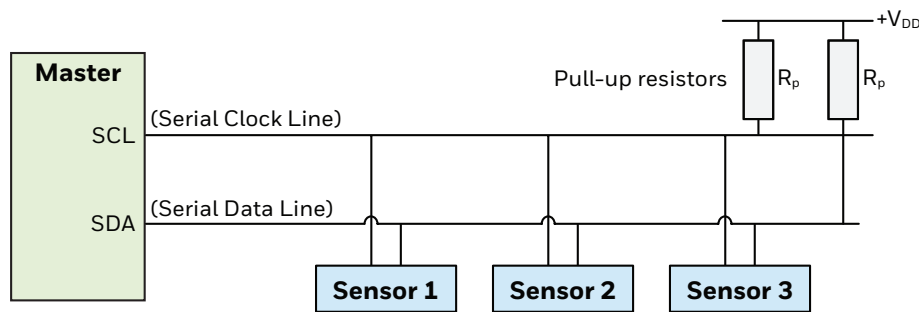 +VDD
Master
Pull-up resistors
Rp
Rp
(Serial Clock Line)
SCL
(Serial Data Line)
SDA
Sensor 1
Sensor 2
Sensor 3